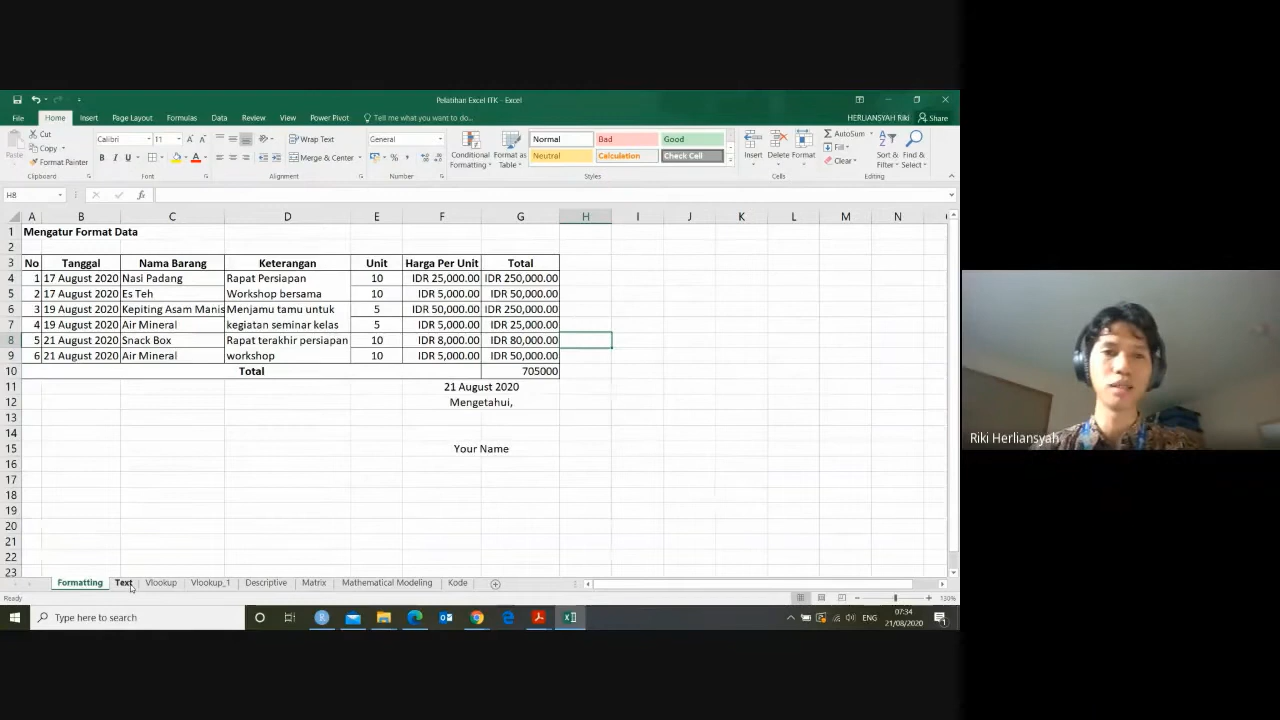 Pelatihan Excel ITK - Excel
File Home Insert Page Layout Formulas Data Review View Power Pivot Tell me what you want to do... HERLIANSYAH Riki Share
Paste Cut Copy Format Painter Clipboard
Calibri 11 B I U A Font
Wrap Text Merge & Center Alignment
General % , Number
Conditional Formatting Format as Table
Normal Bad Good
Neutral Calculation Check Cell
Styles
Insert Delete Format Cells
AutoSum Fill Clear Sort & Filter Find & Select Editing
H8 fx
A B C D E F G H I J K L M N
1 Mengatur Format Data
2
3 No Tanggal Nama Barang Keterangan Unit Harga Per Unit Total
4 1 17 August 2020 Nasi Padang Rapat Persiapan 10 IDR 25,000.00 IDR 250,000.00
5 2 17 August 2020 Es Teh Workshop bersama 10 IDR 5,000.00 IDR 50,000.00
6 3 19 August 2020 Kepiting Asam Manis Menjamu tamu untuk 5 IDR 50,000.00 IDR 250,000.00
7 4 19 August 2020 Air Mineral kegiatan seminar kelas 5 IDR 5,000.00 IDR 25,000.00
8 5 21 August 2020 Snack Box Rapat terakhir persiapan 10 IDR 8,000.00 IDR 80,000.00
9 6 21 August 2020 Air Mineral workshop 10 IDR 5,000.00 IDR 50,000.00
10 Total 705000
11 21 August 2020
12 Mengetahui,
13
14
15 Your Name
16
17
18
19
20
21
22
23
Formatting Text Vlookup Vlookup_1 Descriptive Matrix Mathematical Modeling Kode
Ready 130%
Type here to search ENG 07:34 21/08/2020 1
Riki Herliansyah